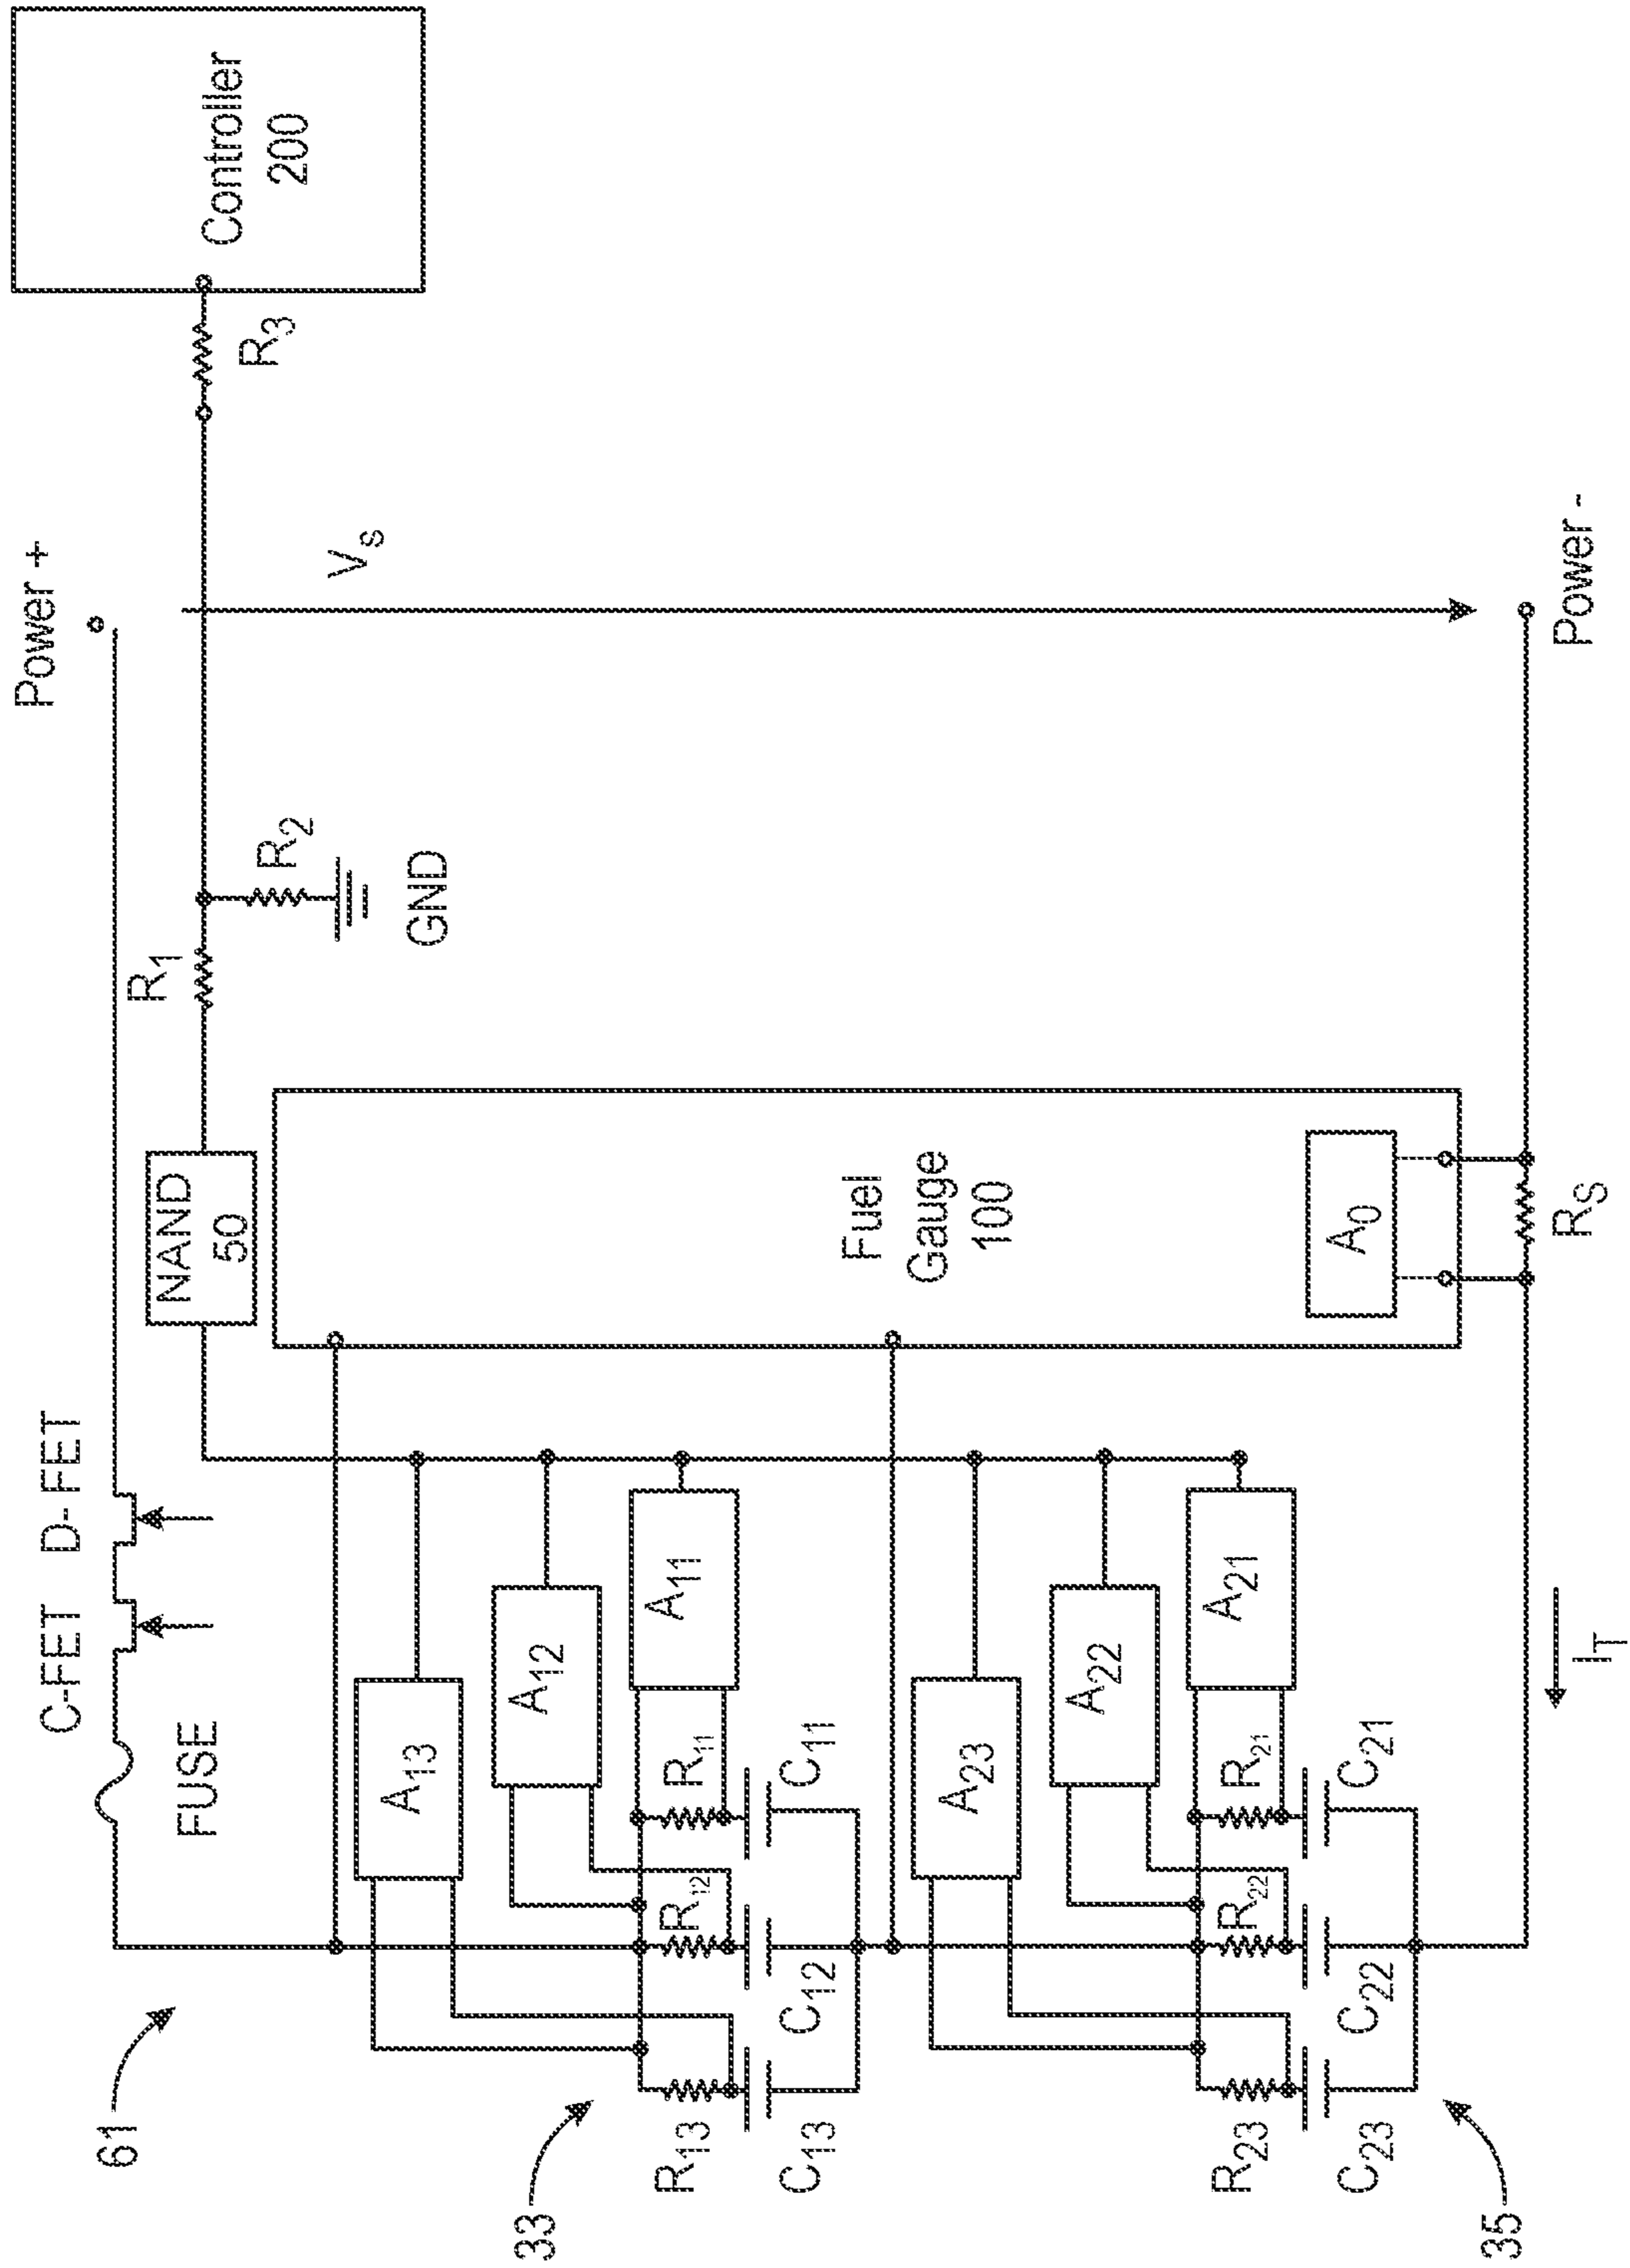 61
C-FET
D-FET
Power +
FUSE
NAND
50
R1
R2
GND
R3
Controller
200
VS
33
A13
A12
A11
R13
R12
R11
C13
C12
C11
Fuel
Gauge
100
A0
35
A23
A22
A21
R23
R22
R21
C23
C22
C21
IT
RS
Power -